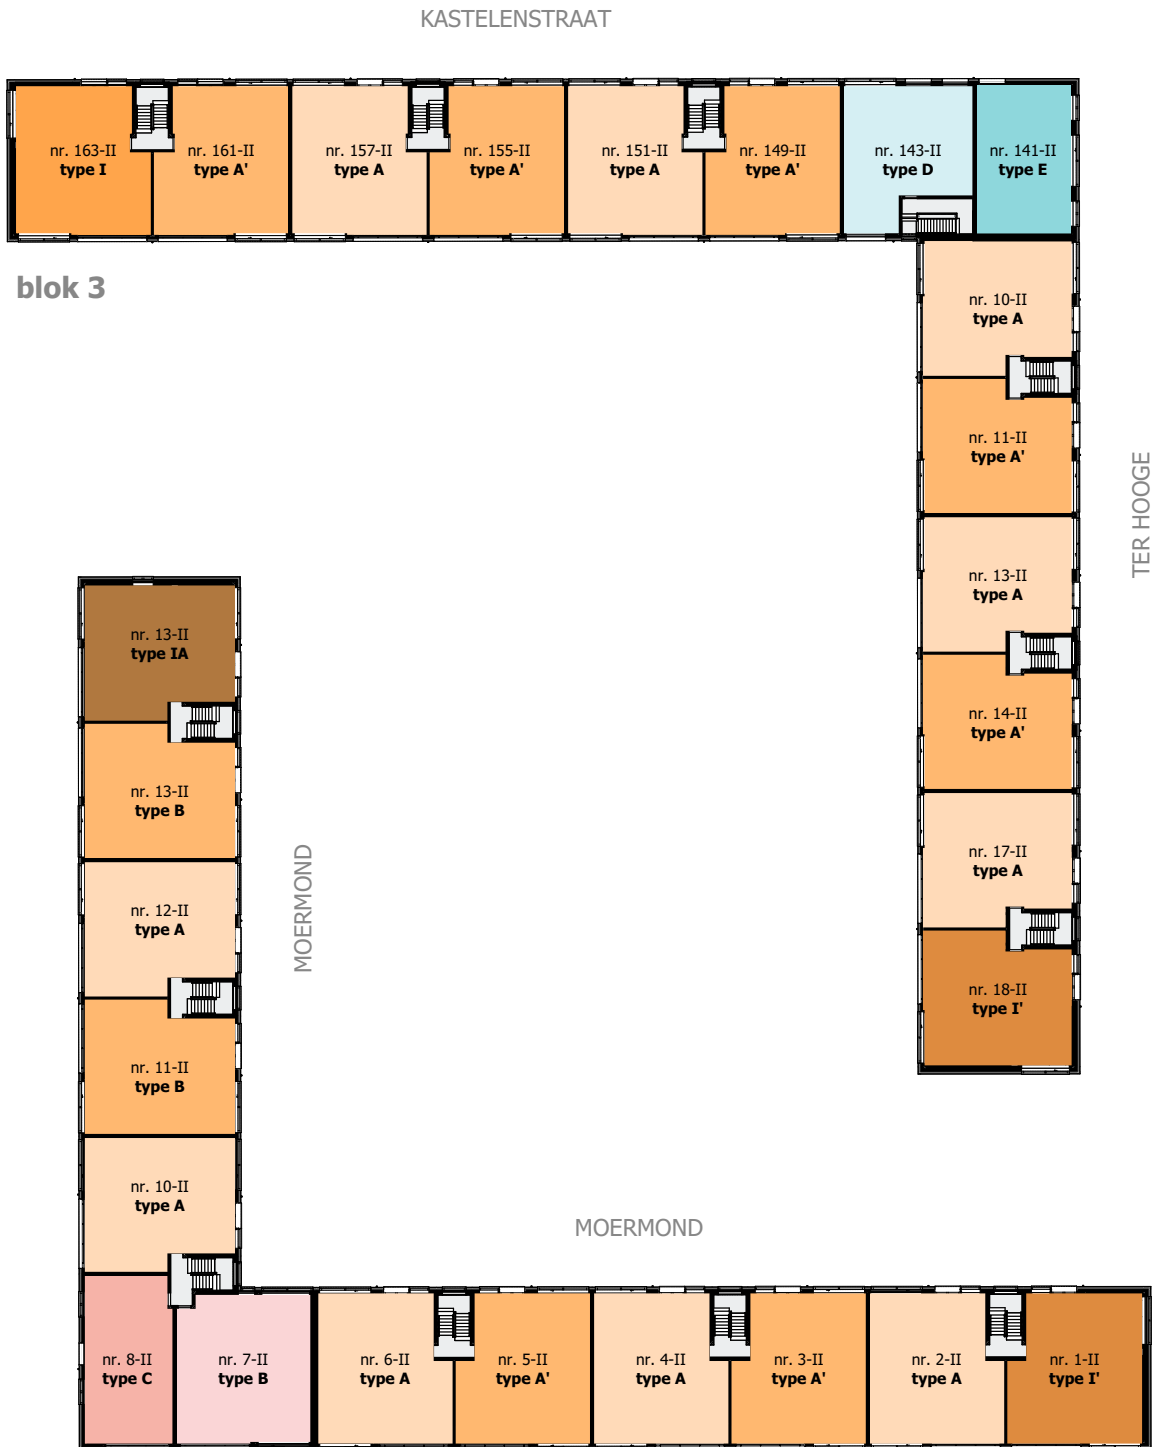 KASTELENSTRAAT
nr. 163-II
type I
nr. 161-II
type A'
nr. 157-II
type A
nr. 155-II
type A'
nr. 151-II
type A
nr. 149-II
type A'
nr. 143-II
type D
nr. 141-II
type E
blok 3
nr. 10-II
type A
nr. 11-II
type A'
TER HOOGE
nr. 13-II
type A
nr. 14-II
type A'
nr. 17-II
type A
nr. 18-II
type I'
nr. 13-II
type IA
nr. 13-II
type B
MOERMOND
nr. 12-II
type A
nr. 11-II
type B
nr. 10-II
type A
MOERMOND
nr. 8-II
type C
nr. 7-II
type B
nr. 6-II
type A
nr. 5-II
type A'
nr. 4-II
type A
nr. 3-II
type A'
nr. 2-II
type A
nr. 1-II
type I'